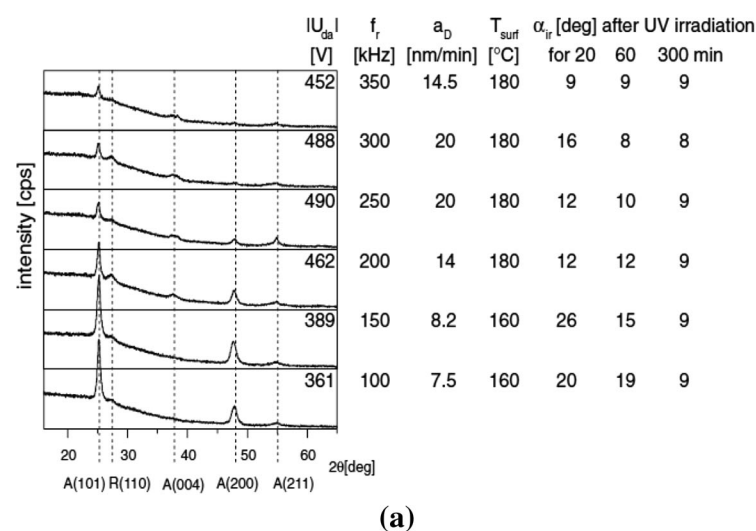 |U_da| f_r a_D T_surf α_ir [deg] after UV irradiation
[V] [kHz] [nm/min] [°C] for 20 60 300 min
452 350 14.5 180 9 9 9
488 300 20 180 16 8 8
490 250 20 180 12 10 9
462 200 14 180 12 12 9
389 150 8.2 160 26 15 9
361 100 7.5 160 20 19 9
intensity [cps]
20 30 40 50 60
2θ[deg]
A(101) R(110) A(004) A(200) A(211)
(a)